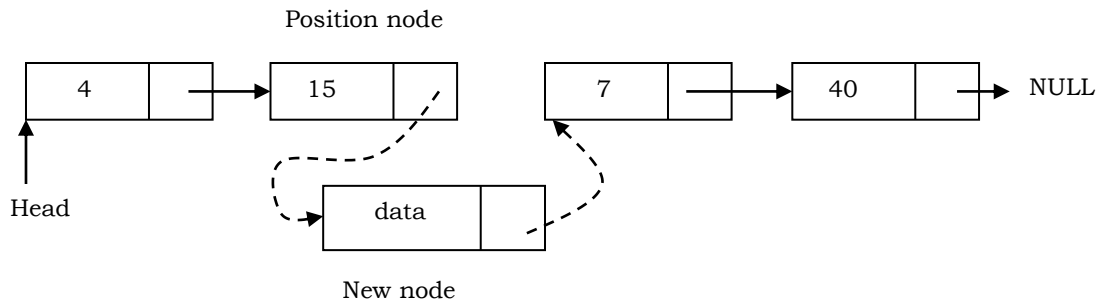 Position node
4
15
7
40
NULL
Head
data
New node